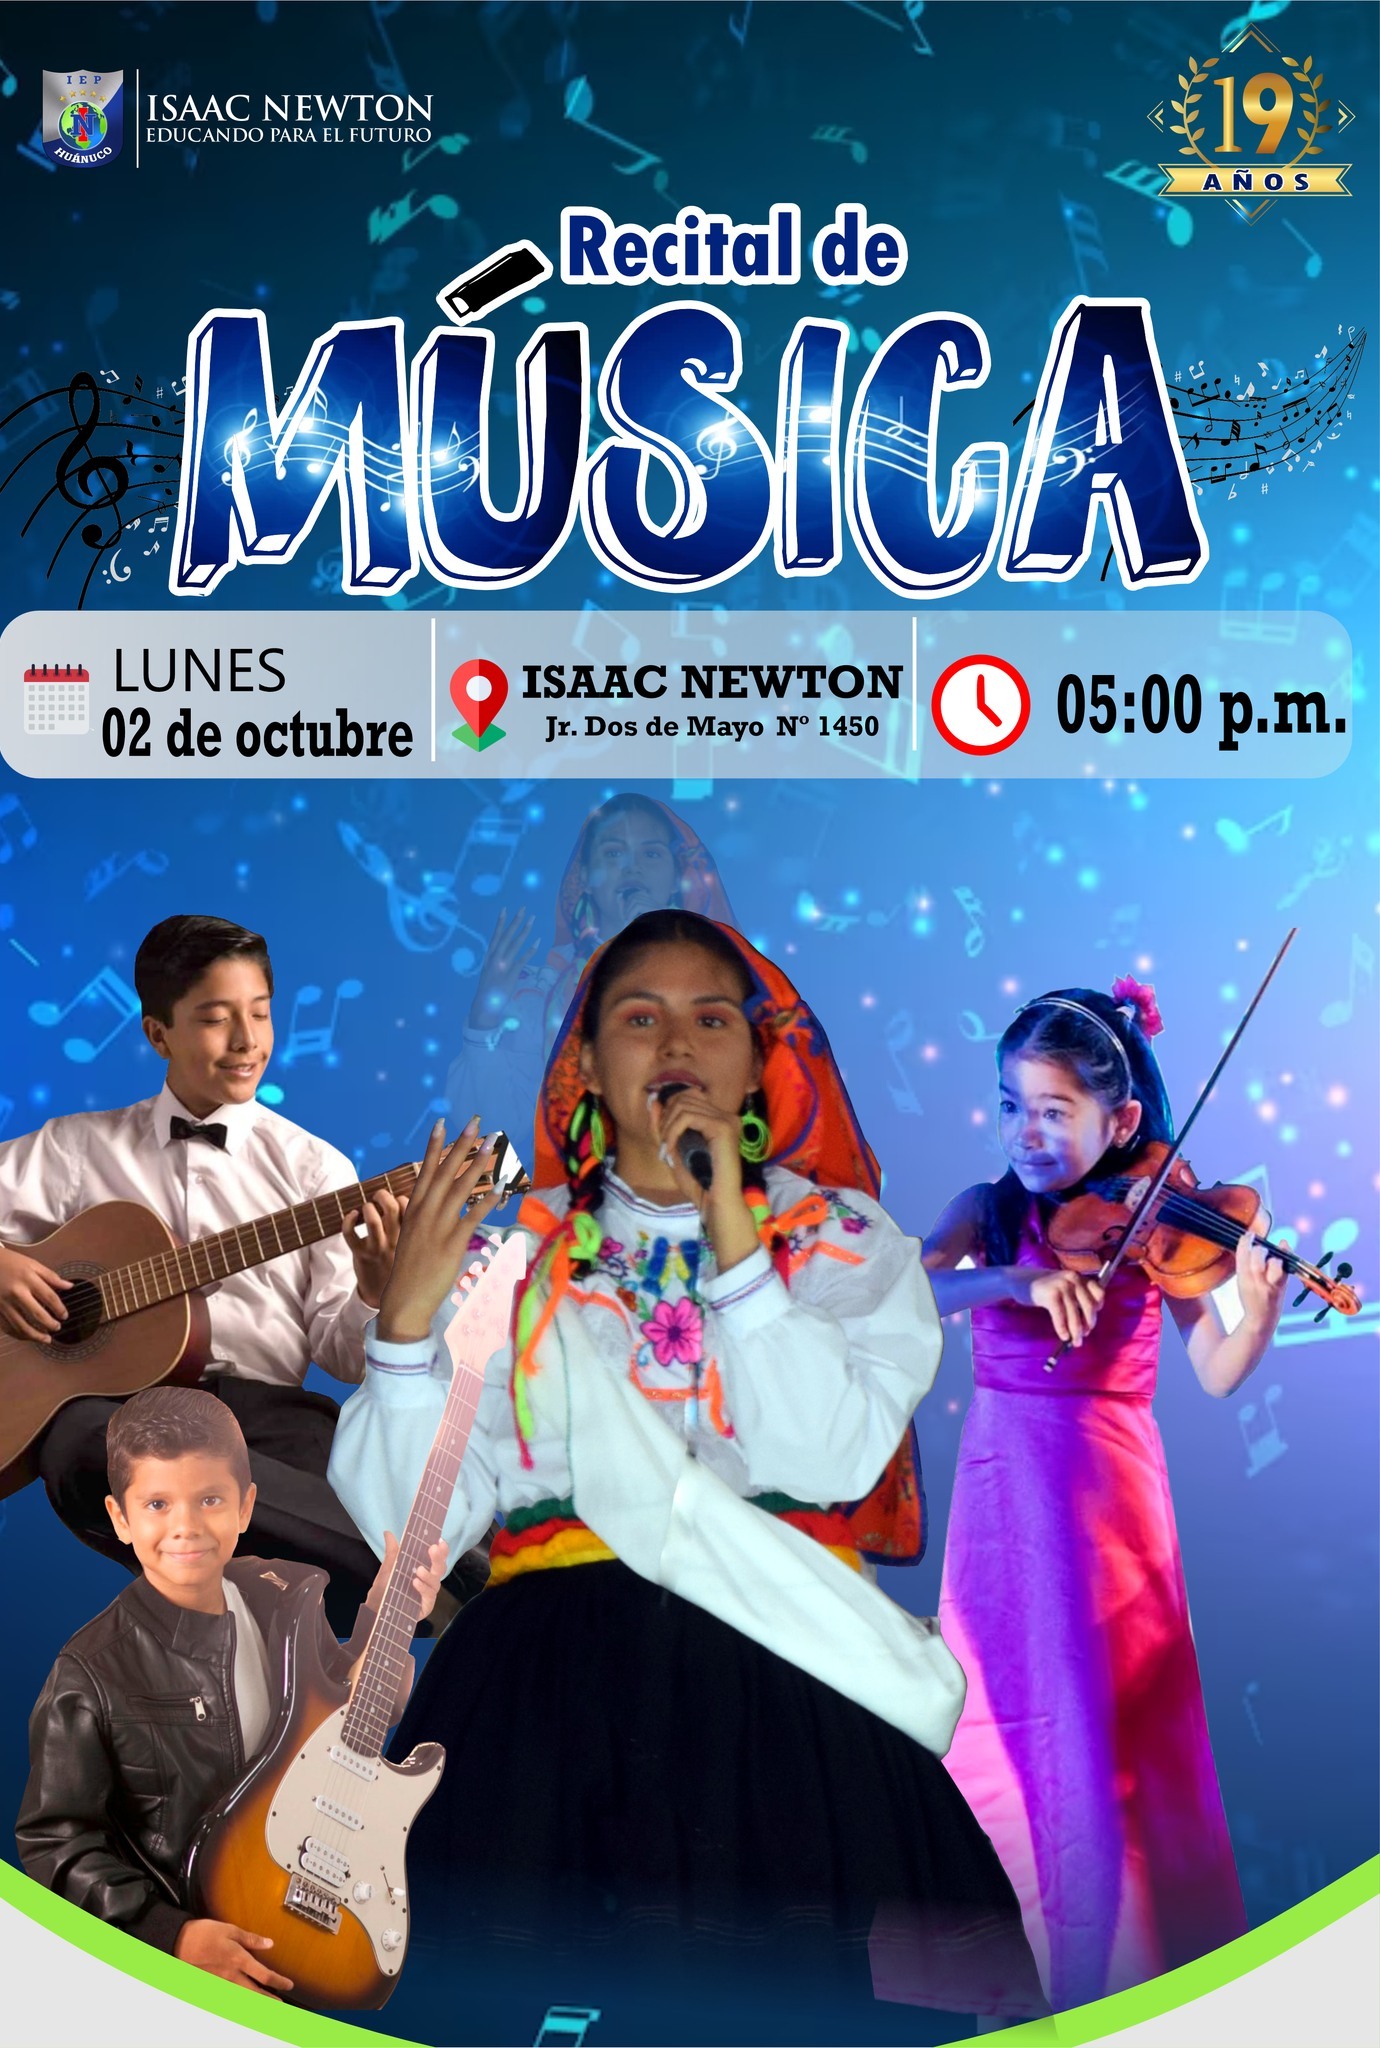 IEP
N
HUÁNUCO
ISAAC NEWTON
EDUCANDO PARA EL FUTURO
19
AÑOS
Recital de
MÚSICA
LUNES
02 de octubre
ISAAC NEWTON
Jr. Dos de Mayo Nº 1450
05:00 p.m.